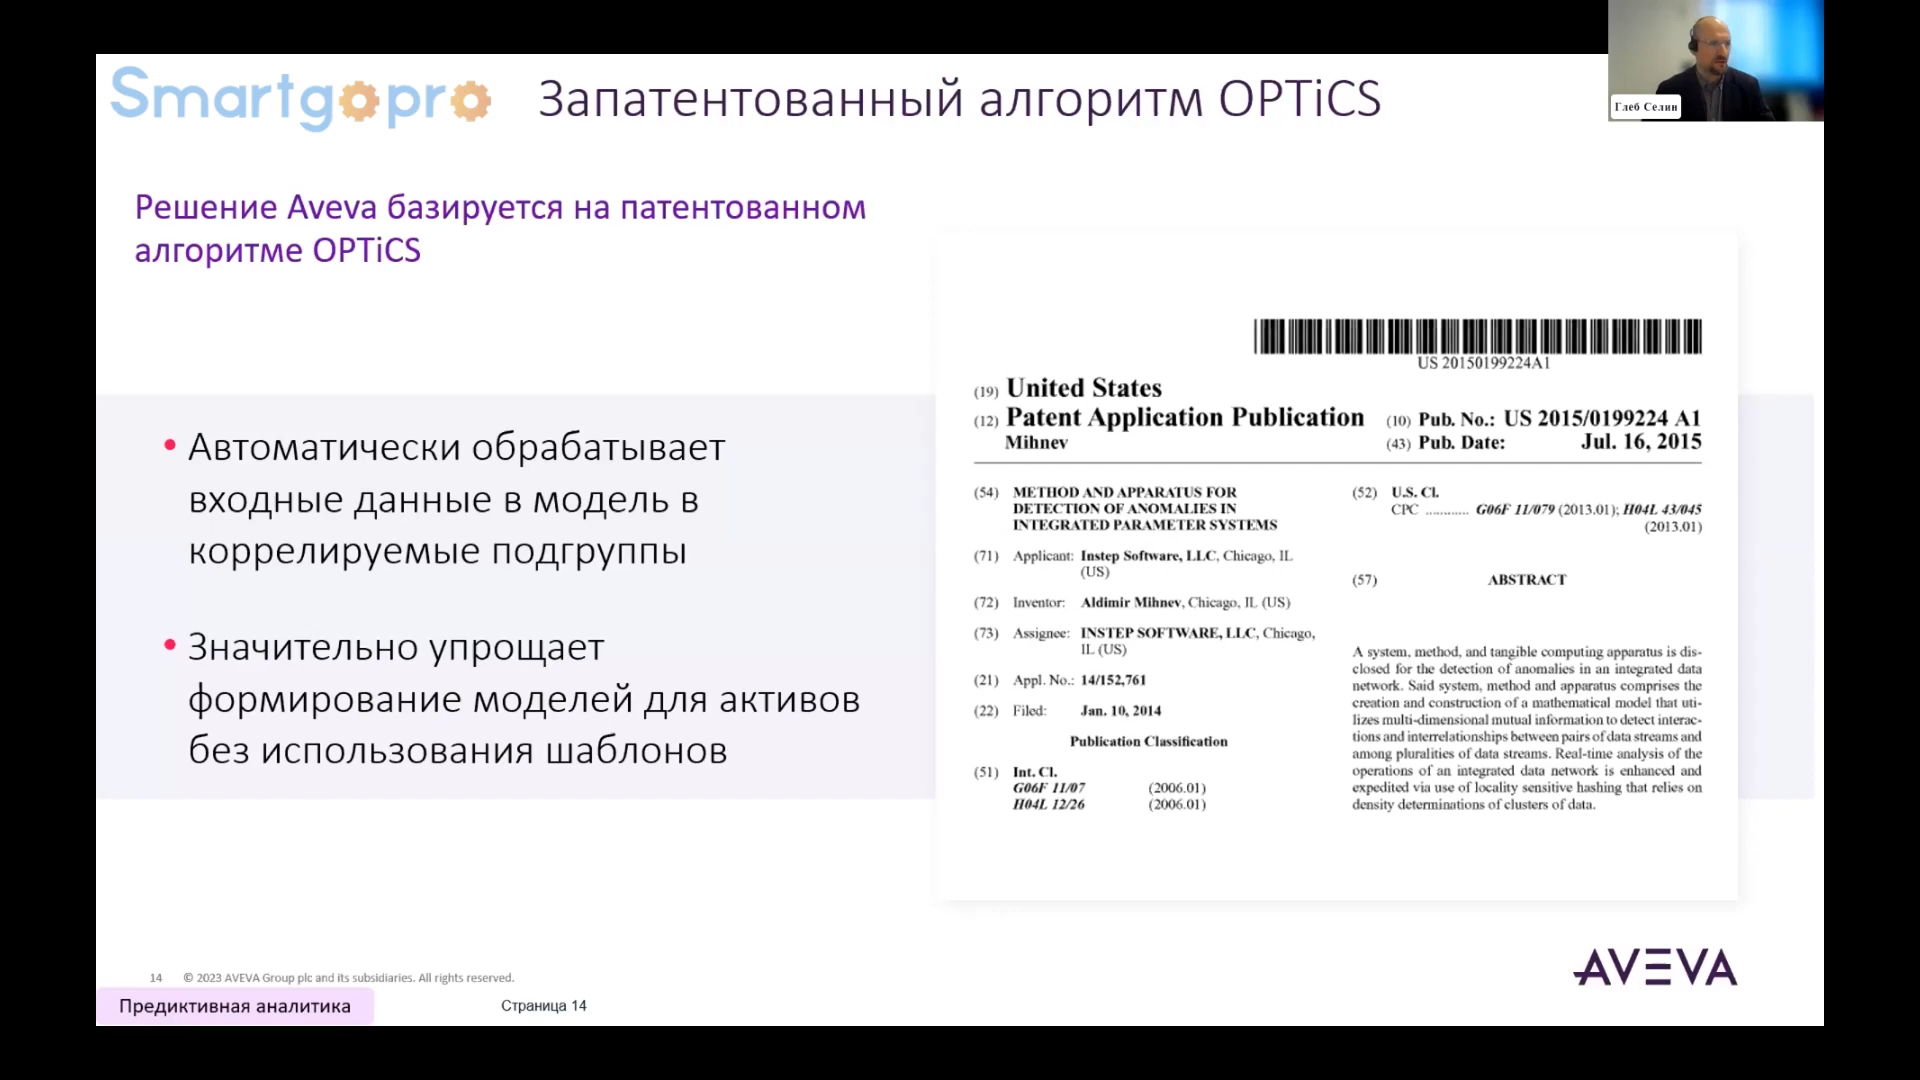 Smartgopro
Запатентованный алгоритм OPTiCS
Глеб Селин
Решение Aveva базируется на патентованном
алгоритме OPTiCS
• Автоматически обрабатывает
входные данные в модель в
коррелируемые подгруппы
• Значительно упрощает
формирование моделей для активов
без использования шаблонов
US 20150199224A1
(19) United States
(12) Patent Application Publication
Mihnev
(10) Pub. No.: US 2015/0199224 A1
(43) Pub. Date: Jul. 16, 2015
(54) METHOD AND APPARATUS FOR
DETECTION OF ANOMALIES IN
INTEGRATED PARAMETER SYSTEMS
(71) Applicant: Instep Software, LLC, Chicago, IL
(US)
(72) Inventor: Aldimir Mihnev, Chicago, IL (US)
(73) Assignee: INSTEP SOFTWARE, LLC, Chicago,
IL (US)
(21) Appl. No.: 14/152,761
(22) Filed: Jan. 10, 2014
Publication Classification
(51) Int. Cl.
G06F 11/07 (2006.01)
H04L 12/26 (2006.01)
(52) U.S. Cl.
CPC ............ G06F 11/079 (2013.01); H04L 43/045
(2013.01)
(57) ABSTRACT
A system, method, and tangible computing apparatus is dis-
closed for the detection of anomalies in an integrated data
network. Said system, method and apparatus comprises the
creation and construction of a mathematical model that uti-
lizes multi-dimensional mutual information to detect interac-
tions and interrelationships between pairs of data streams and
among pluralities of data streams. Real-time analysis of the
operations of an integrated data network is enhanced and
expedited via use of locality sensitive hashing that relies on
density determinations of clusters of data.
14 © 2023 AVEVA Group plc and its subsidiaries. All rights reserved.
AVEVA
Предиктивная аналитика
Страница 14